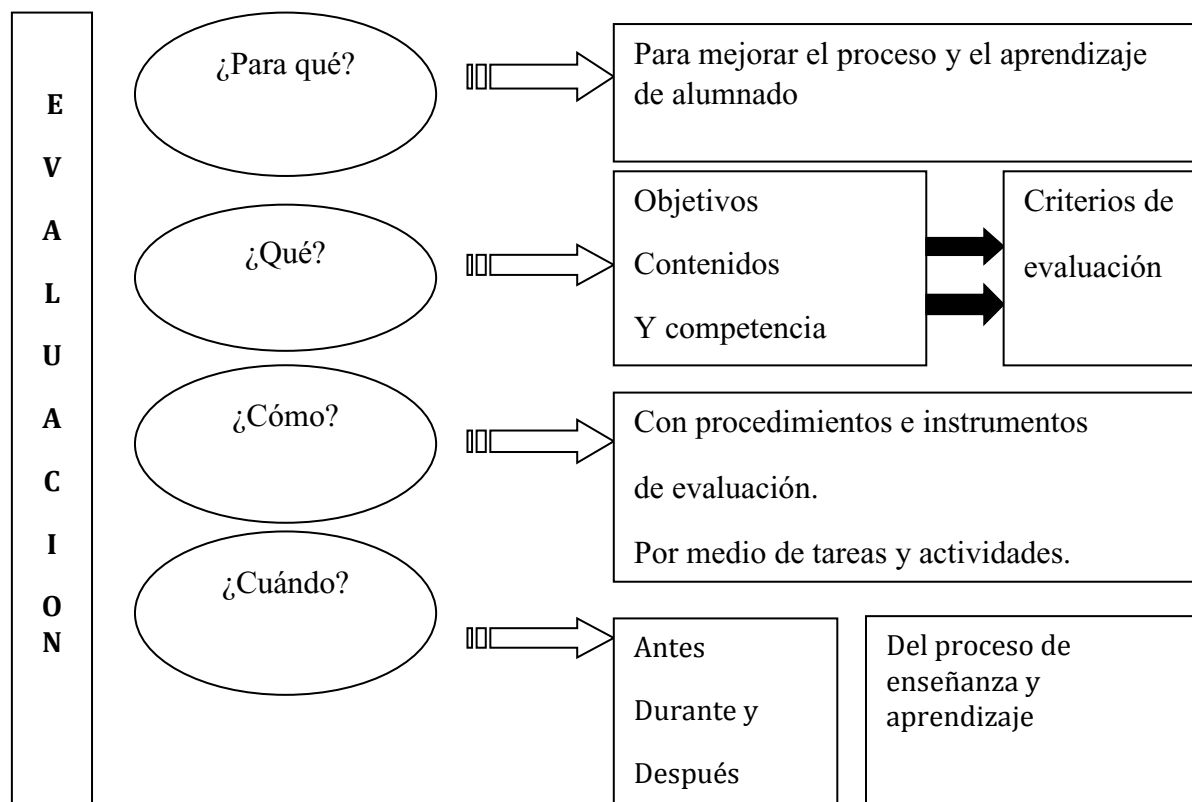 E
V
A
L
U
A
C
I
O
N
¿Para qué?
Para mejorar el proceso y el aprendizaje
de alumnado
¿Qué?
Objetivos
Contenidos
Y competencia
Criterios de
evaluación
¿Cómo?
Con procedimientos e instrumentos
de evaluación.
Por medio de tareas y actividades.
¿Cuándo?
Antes
Durante y
Después
Del proceso de
enseñanza y
aprendizaje